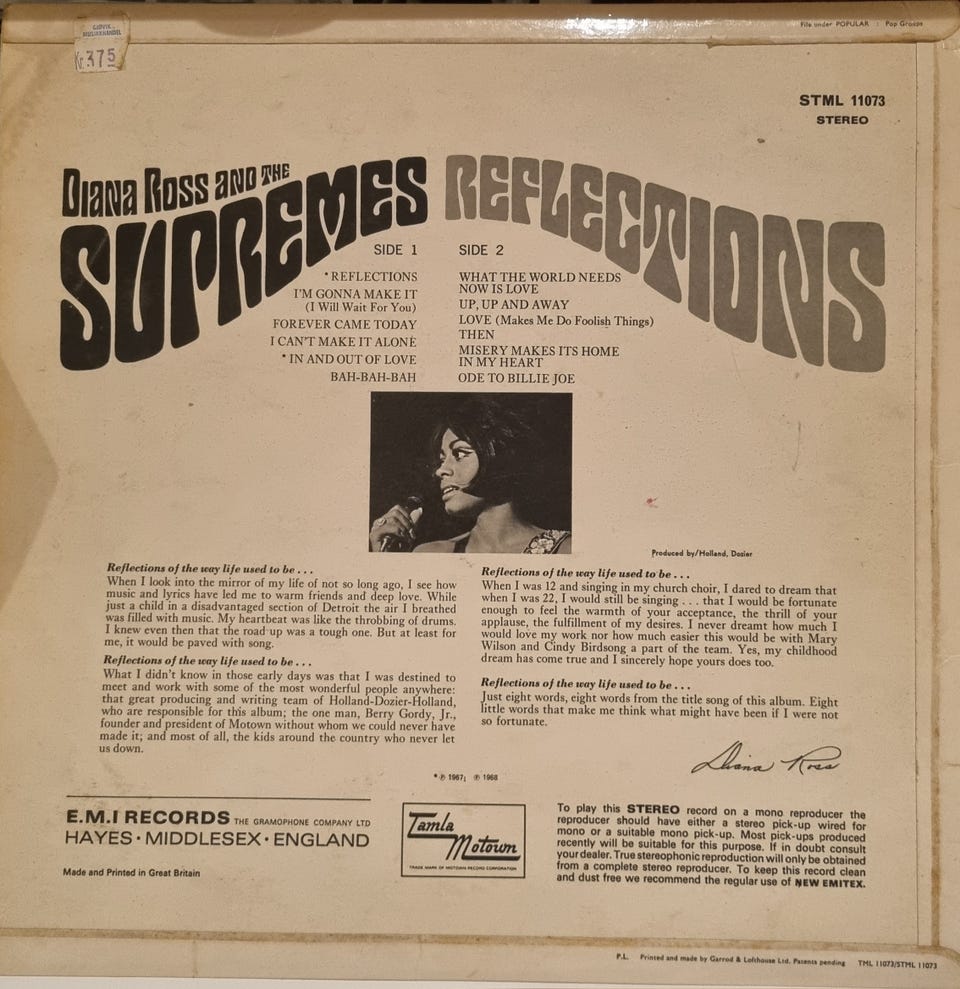 GJØVIK
MUSIKKHANDEL
Kr. 375
File under POPULAR : Pop Groups
STML 11073
STEREO
DIANA ROSS AND THE
SUPREMES
REFLECTIONS
SIDE 1
* REFLECTIONS
I'M GONNA MAKE IT
(I Will Wait For You)
FOREVER CAME TODAY
I CAN'T MAKE IT ALONE
* IN AND OUT OF LOVE
BAH-BAH-BAH
SIDE 2
WHAT THE WORLD NEEDS
NOW IS LOVE
UP, UP AND AWAY
LOVE (Makes Me Do Foolish Things)
THEN
MISERY MAKES ITS HOME
IN MY HEART
ODE TO BILLIE JOE
Produced by/Holland, Dozier
Reflections of the way life used to be . . .
When I look into the mirror of my life of not so long ago, I see how
music and lyrics have led me to warm friends and deep love. While
just a child in a disadvantaged section of Detroit the air I breathed
was filled with music. My heartbeat was like the throbbing of drums.
I knew even then that the road up was a tough one. But at least for
me, it would be paved with song.
Reflections of the way life used to be . . .
What I didn't know in those early days was that I was destined to
meet and work with some of the most wonderful people anywhere:
that great producing and writing team of Holland-Dozier-Holland,
who are responsible for this album; the one man, Berry Gordy, Jr.,
founder and president of Motown without whom we could never have
made it; and most of all, the kids around the country who never let
us down.
Reflections of the way life used to be . . .
When I was 12 and singing in my church choir, I dared to dream that
when I was 22, I would still be singing . . . that I would be fortunate
enough to feel the warmth of your acceptance, the thrill of your
applause, the fulfillment of my desires. I never dreamt how much I
would love my work nor how much easier this would be with Mary
Wilson and Cindy Birdsong a part of the team. Yes, my childhood
dream has come true and I sincerely hope yours does too.
Reflections of the way life used to be . . .
Just eight words, eight words from the title song of this album. Eight
little words that make me think what might have been if I were not
so fortunate.
Diana Ross
* ℗ 1967; ℗ 1968
E.M.I RECORDS THE GRAMOPHONE COMPANY LTD
HAYES · MIDDLESEX · ENGLAND
Made and Printed in Great Britain
Tamla
Motown
TRADE MARK OF MOTOWN RECORD CORPORATION
To play this STEREO record on a mono reproducer the
reproducer should have either a stereo pick-up wired for
mono or a suitable mono pick-up. Most pick-ups produced
recently will be suitable for this purpose. If in doubt consult
your dealer. True stereophonic reproduction will only be obtained
from a complete stereo reproducer. To keep this record clean
and dust free we recommend the regular use of NEW EMITEX.
P.L. Printed and made by Garrod & Lofthouse Ltd. Patents pending TML 11073/STML 11073